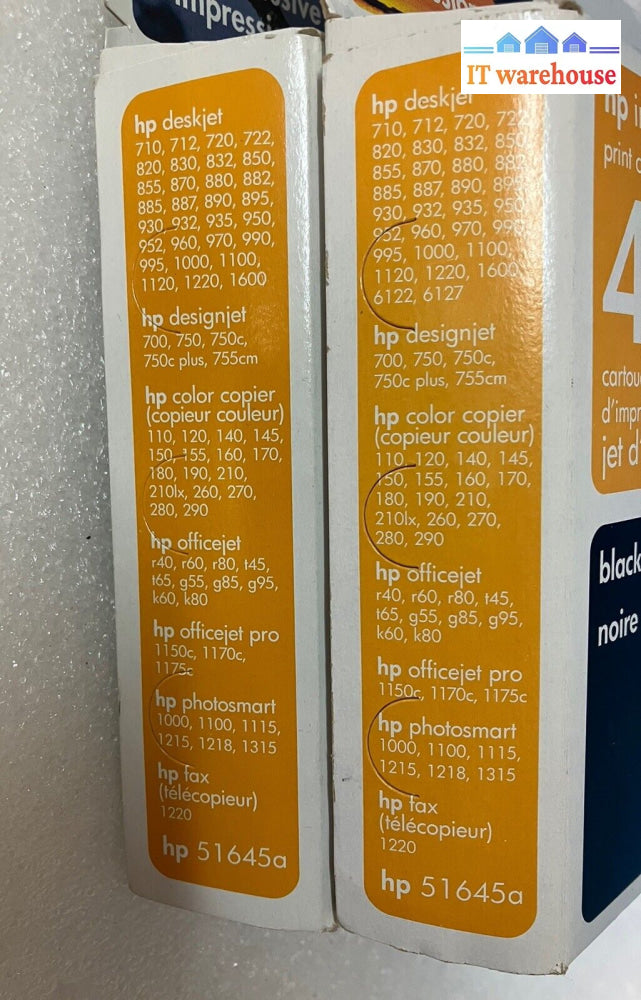 impressi
IT warehouse
hp deskjet
710, 712, 720, 722,
820, 830, 832, 850,
855, 870, 880, 882,
885, 887, 890, 895,
930, 932, 935, 950,
952, 960, 970, 990,
995, 1000, 1100,
1120, 1220, 1600
hp designjet
700, 750, 750c,
750c plus, 755cm
hp color copier
(copieur couleur)
110, 120, 140, 145,
150, 155, 160, 170,
180, 190, 210,
210lx, 260, 270,
280, 290
hp officejet
r40, r60, r80, t45,
t65, g55, g85, g95,
k60, k80
hp officejet pro
1150c, 1170c,
1175c
hp photosmart
1000, 1100, 1115,
1215, 1218, 1315
hp fax
(télécopieur)
1220
hp 51645a
hp deskjet
710, 712, 720, 722
820, 830, 832, 850
855, 870, 880, 882
885, 887, 890, 895
930, 932, 935, 950
952, 960, 970, 990
995, 1000, 1100
1120, 1220, 1600
6122, 6127
hp designjet
700, 750, 750c,
750c plus, 755cm
hp color copier
(copieur couleur)
110, 120, 140, 145,
150, 155, 160, 170,
180, 190, 210,
210lx, 260, 270,
280, 290
hp officejet
r40, r60, r80, t45,
t65, g55, g85, g95,
k60, k80
hp officejet pro
1150c, 1170c, 1175c
hp photosmart
1000, 1100, 1115,
1215, 1218, 1315
hp fax
(télécopieur)
1220
hp 51645a
hp i
print c
4
cartou
d'impr
jet d
black
noire